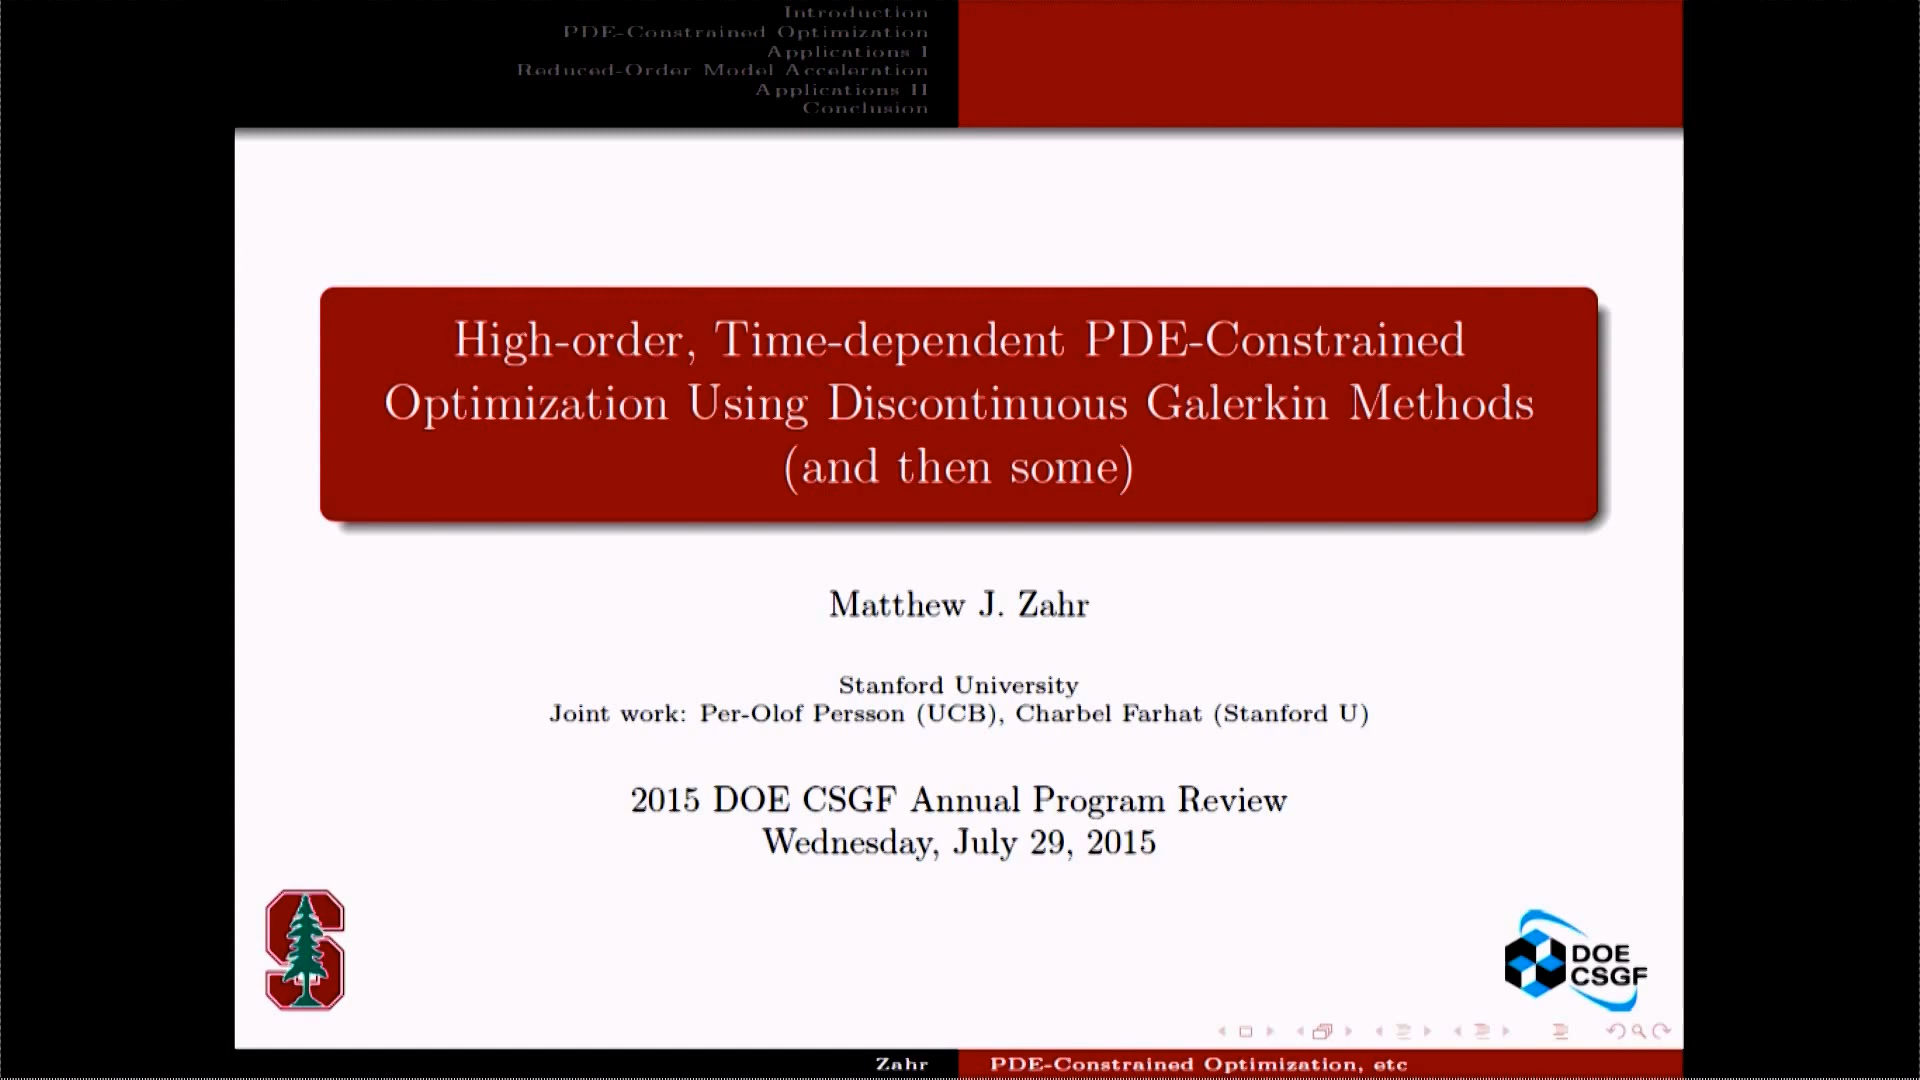 Introduction
PDE-Constrained Optimization
Applications I
Reduced-Order Model Acceleration
Applications II
Conclusion
High-order, Time-dependent PDE-Constrained
Optimization Using Discontinuous Galerkin Methods
(and then some)
Matthew J. Zahr
Stanford University
Joint work: Per-Olof Persson (UCB), Charbel Farhat (Stanford U)
2015 DOE CSGF Annual Program Review
Wednesday, July 29, 2015
S
DOE
CSGF
Zahr
PDE-Constrained Optimization, etc